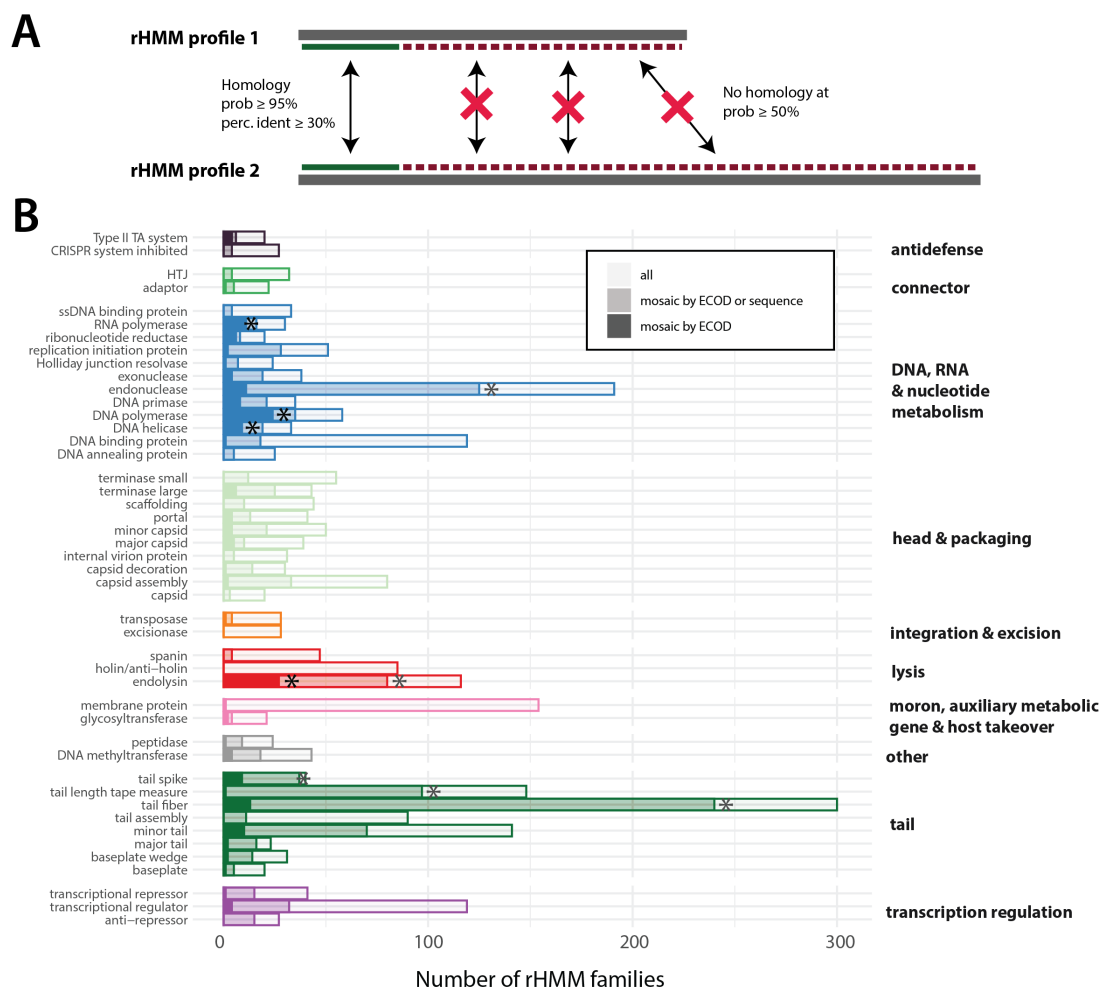 A
rHMM profile 1
Homology
prob ≥ 95%
perc. ident ≥ 30%
No homology at
prob ≥ 50%
rHMM profile 2
B
Type II TA system
CRISPR system inhibited
antidefense
HTJ
adaptor
connector
all
mosaic by ECOD or sequence
mosaic by ECOD
ssDNA binding protein
RNA polymerase
ribonucleotide reductase
replication initiation protein
Holliday junction resolvase
exonuclease
endonuclease
DNA primase
DNA polymerase
DNA helicase
DNA binding protein
DNA annealing protein
DNA, RNA
& nucleotide
metabolism
terminase small
terminase large
scaffolding
portal
minor capsid
major capsid
internal virion protein
capsid decoration
capsid assembly
capsid
head & packaging
transposase
excisionase
integration & excision
spanin
holin/anti−holin
endolysin
lysis
membrane protein
glycosyltransferase
moron, auxiliary metabolic
gene & host takeover
peptidase
DNA methyltransferase
other
tail spike
tail length tape measure
tail fiber
tail assembly
minor tail
major tail
baseplate wedge
baseplate
tail
transcriptional repressor
transcriptional regulator
anti−repressor
transcription regulation
0 100 200 300
Number of rHMM families